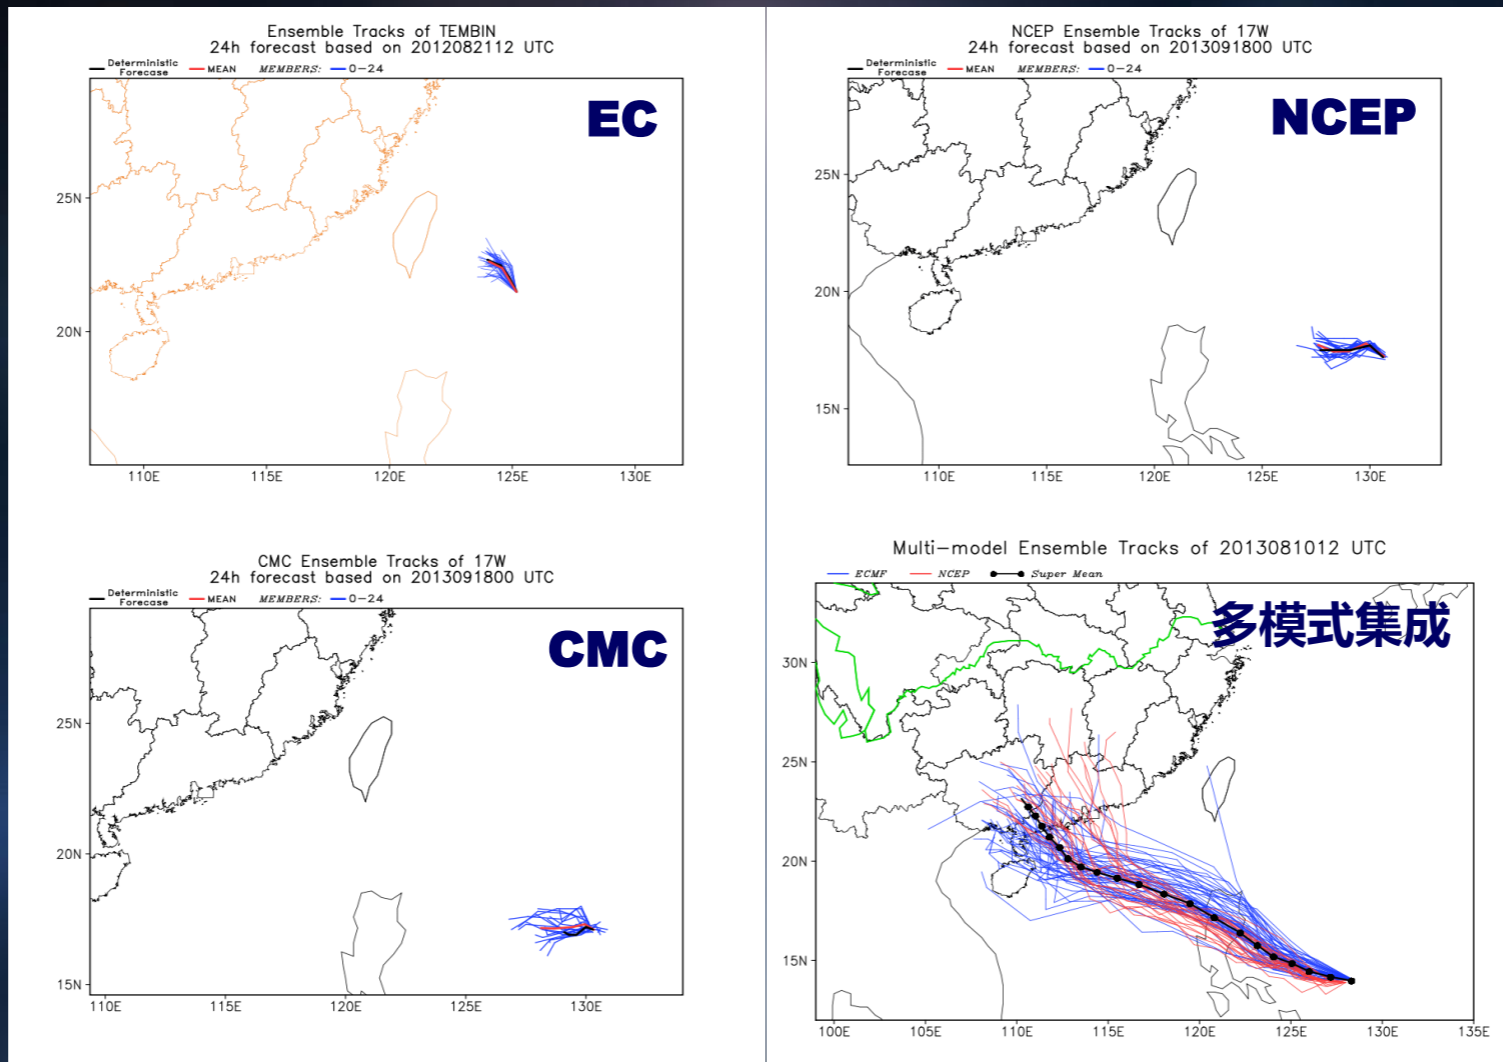 Ensemble Tracks of TEMBIN
24h forecast based on 2012082112 UTC
Deterministic Forecase MEAN MEMBERS: 0-24
EC
25N
20N
110E 115E 120E 125E 130E
NCEP Ensemble Tracks of 17W
24h forecast based on 2013091800 UTC
Deterministic Forecase MEAN MEMBERS: 0-24
NCEP
25N
20N
15N
110E 115E 120E 125E 130E
CMC Ensemble Tracks of 17W
24h forecast based on 2013091800 UTC
Deterministic Forecase MEAN MEMBERS: 0-24
CMC
25N
20N
15N
110E 115E 120E 125E 130E
Multi-model Ensemble Tracks of 2013081012 UTC
ECMF NCEP Super Mean
多模式集成
30N
25N
20N
15N
100E 105E 110E 115E 120E 125E 130E 135E